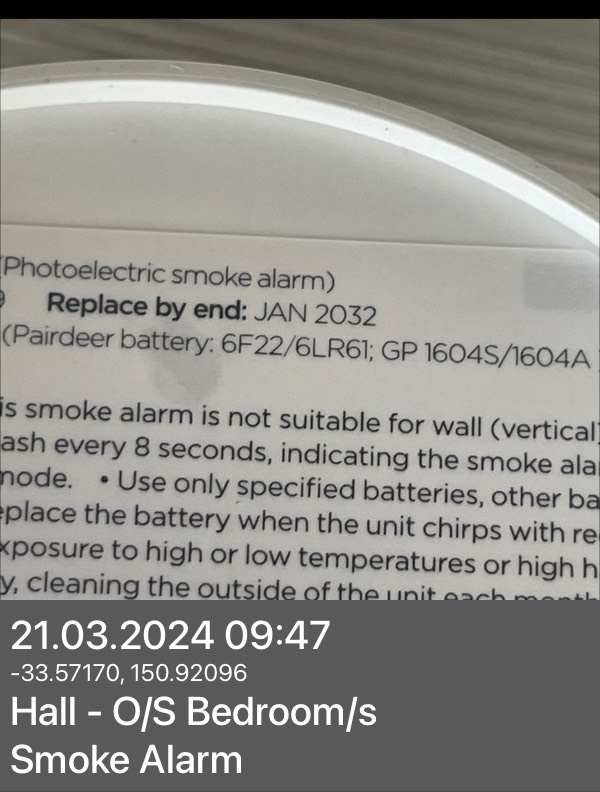 (Photoelectric smoke alarm)
Replace by end: JAN 2032
(Pairdeer battery: 6F22/6LR61; GP 1604S/1604A
is smoke alarm is not suitable for wall (vertical)
ash every 8 seconds, indicating the smoke ala
node. • Use only specified batteries, other ba
eplace the battery when the unit chirps with re
xposure to high or low temperatures or high h
y, cleaning the outside of the unit each month
21.03.2024 09:47
-33.57170, 150.92096
Hall - O/S Bedroom/s
Smoke Alarm